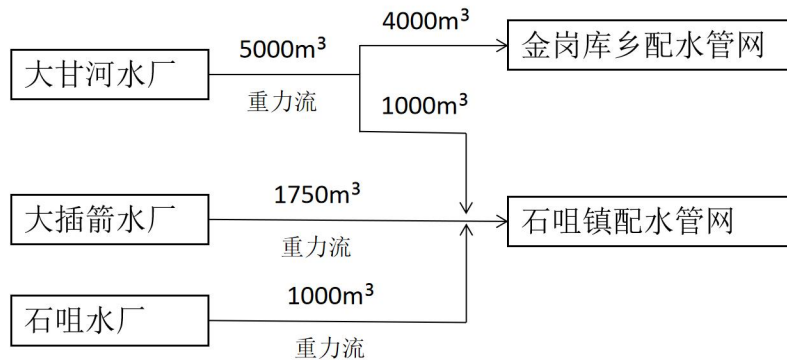 4000m³
5000m³
金岗库乡配水管网
大甘河水厂
重力流
1000m³
1750m³
大插箭水厂
石咀镇配水管网
重力流
1000m³
石咀水厂
重力流